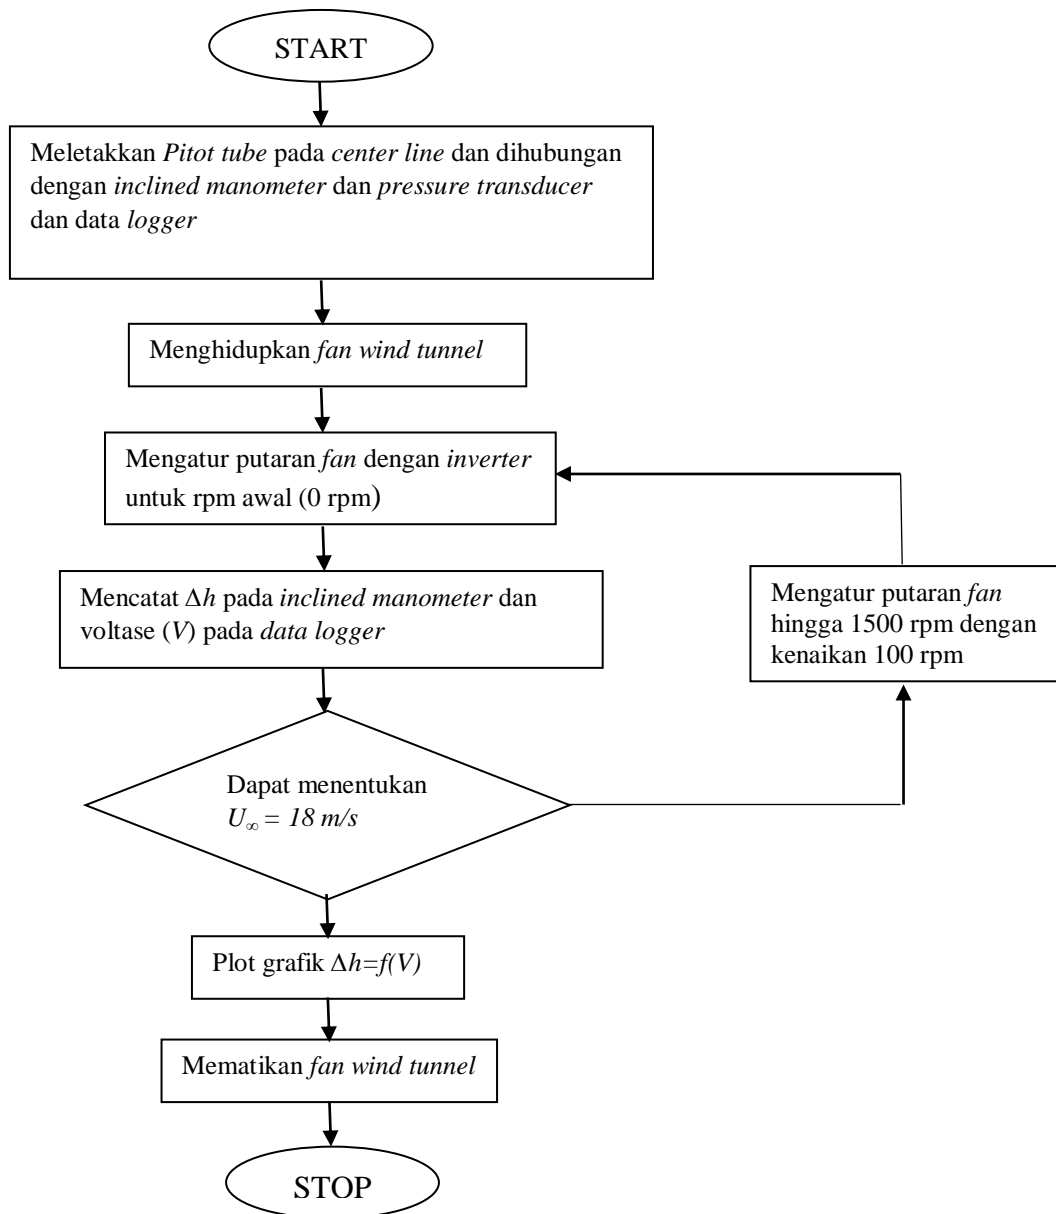 START
Meletakkan Pitot tube pada center line dan dihubungan
dengan inclined manometer dan pressure transducer
dan data logger
Menghidupkan fan wind tunnel
Mengatur putaran fan dengan inverter
untuk rpm awal (0 rpm)
Mencatat Δh pada inclined manometer dan
voltase (V) pada data logger
Mengatur putaran fan
hingga 1500 rpm dengan
kenaikan 100 rpm
Dapat menentukan
U∞ = 18 m/s
Plot grafik Δh=f(V)
Mematikan fan wind tunnel
STOP